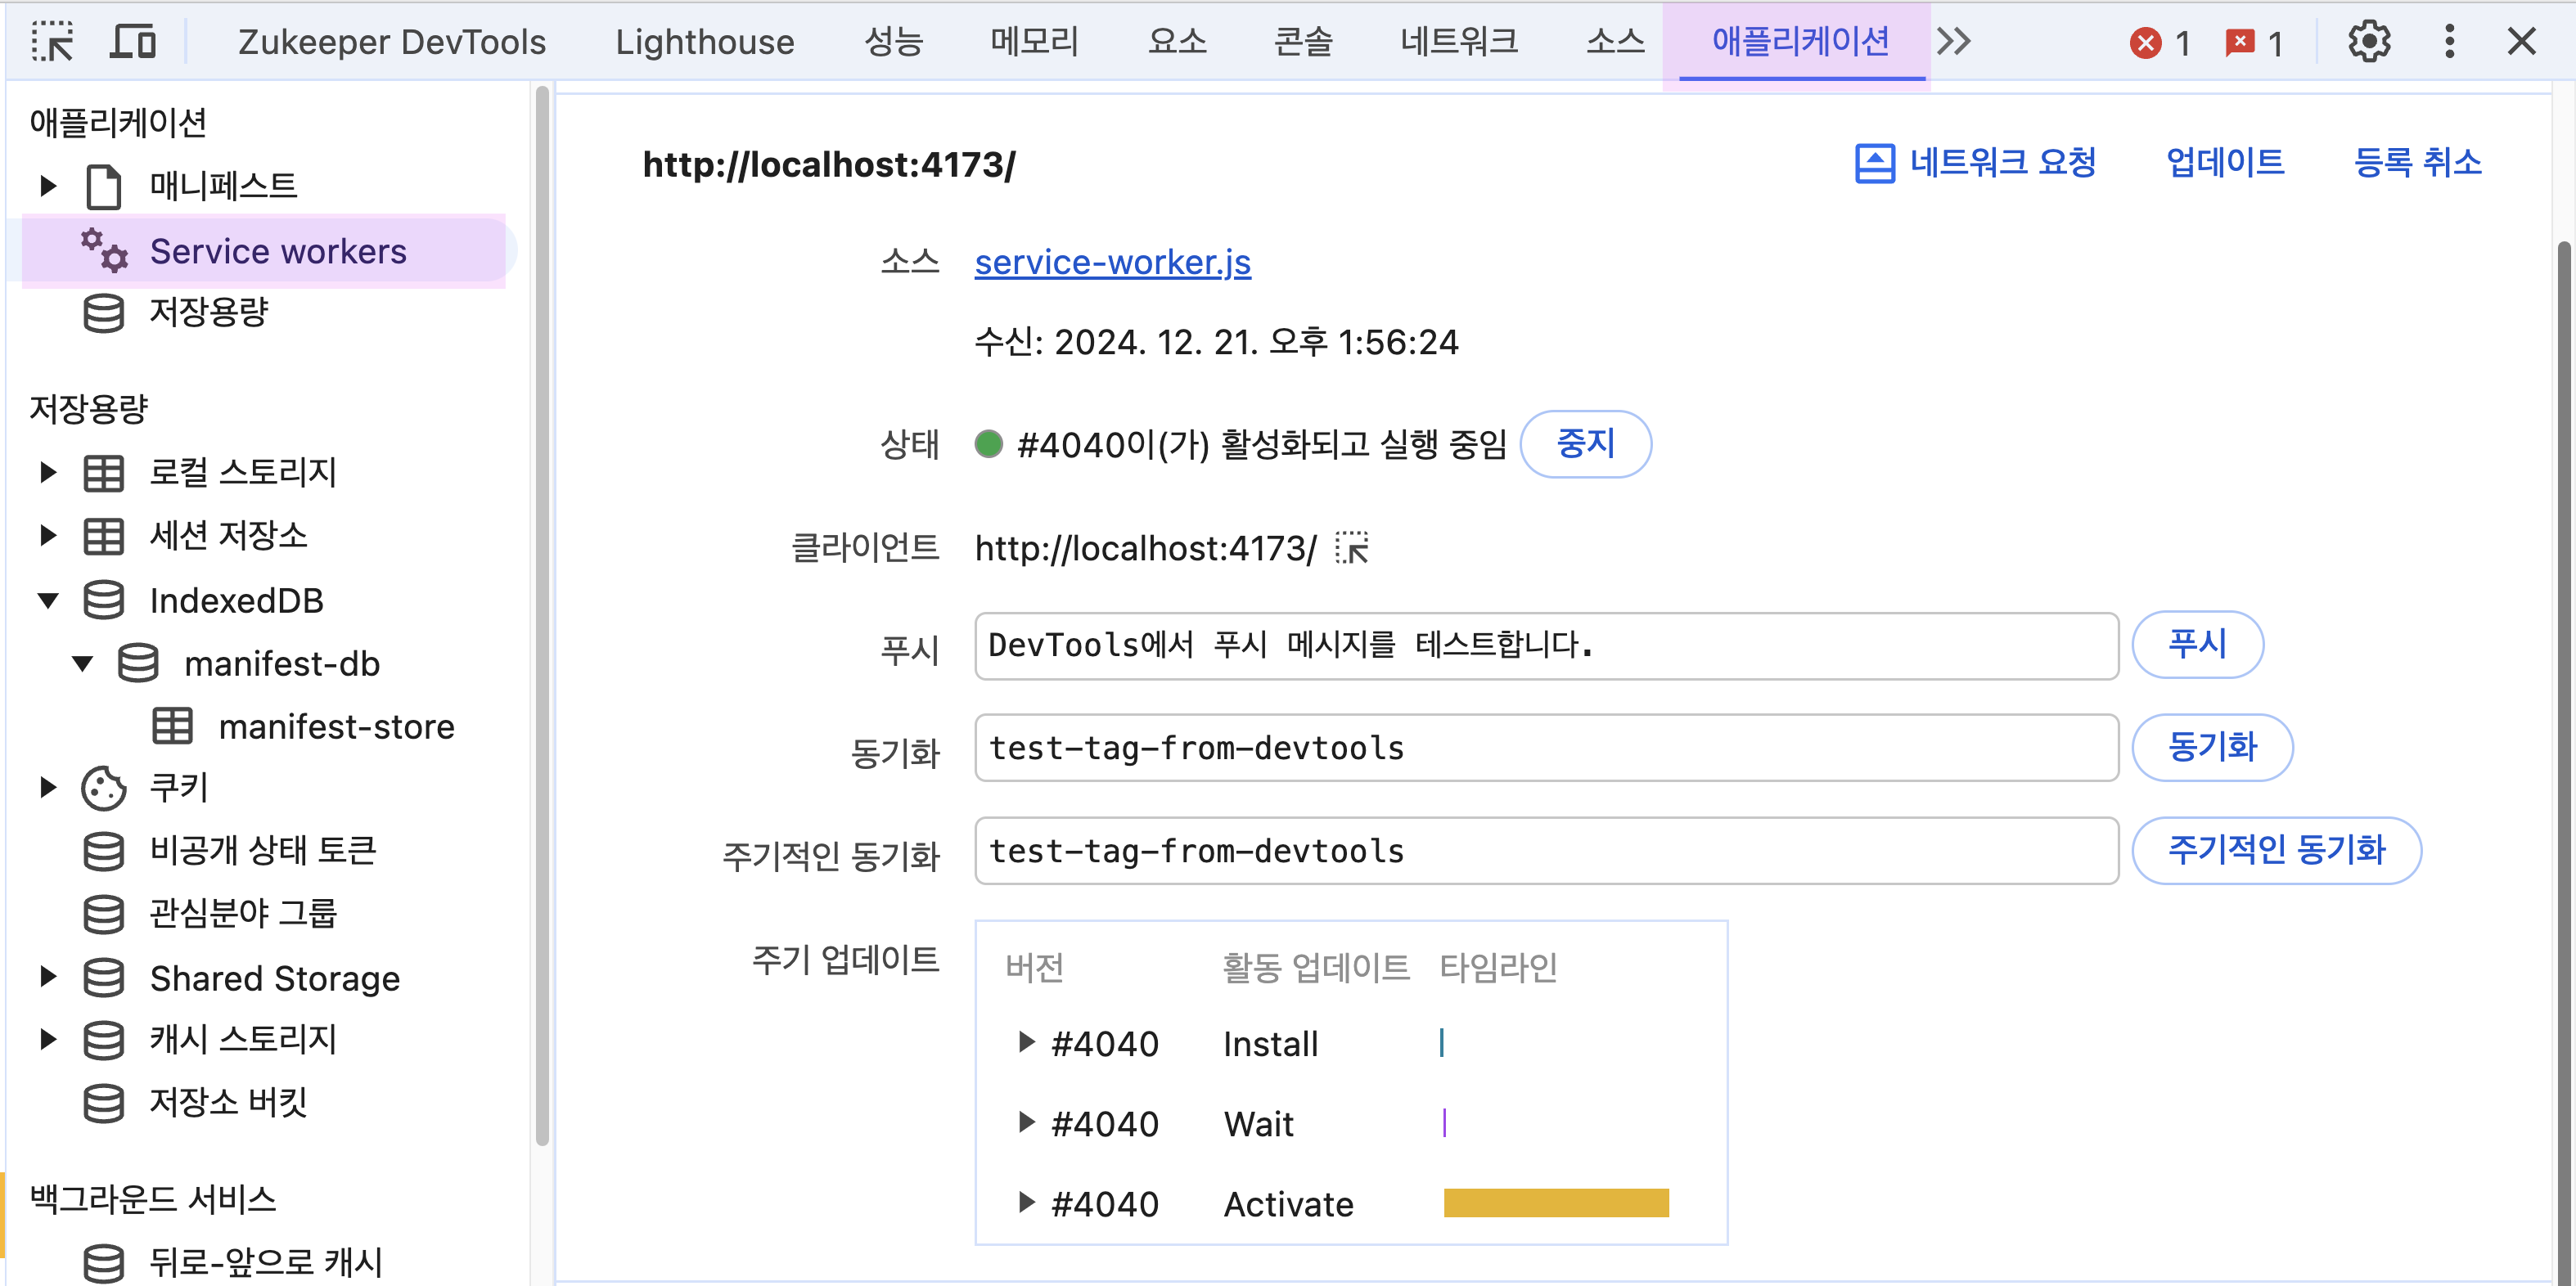 Zukeeper DevTools Lighthouse 성능 메모리 요소 콘솔 네트워크 소스 애플리케이션 1 1
애플리케이션
매니페스트
Service workers
저장용량
저장용량
로컬 스토리지
세션 저장소
IndexedDB
manifest-db
manifest-store
쿠키
비공개 상태 토큰
관심분야 그룹
Shared Storage
캐시 스토리지
저장소 버킷
백그라운드 서비스
뒤로-앞으로 캐시
http://localhost:4173/ 네트워크 요청 업데이트 등록 취소
소스 service-worker.js
수신: 2024. 12. 21. 오후 1:56:24
상태 #4040이(가) 활성화되고 실행 중임 중지
클라이언트 http://localhost:4173/
푸시 DevTools에서 푸시 메시지를 테스트합니다. 푸시
동기화 test-tag-from-devtools 동기화
주기적인 동기화 test-tag-from-devtools 주기적인 동기화
주기 업데이트 버전 활동 업데이트 타임라인
#4040 Install
#4040 Wait
#4040 Activate